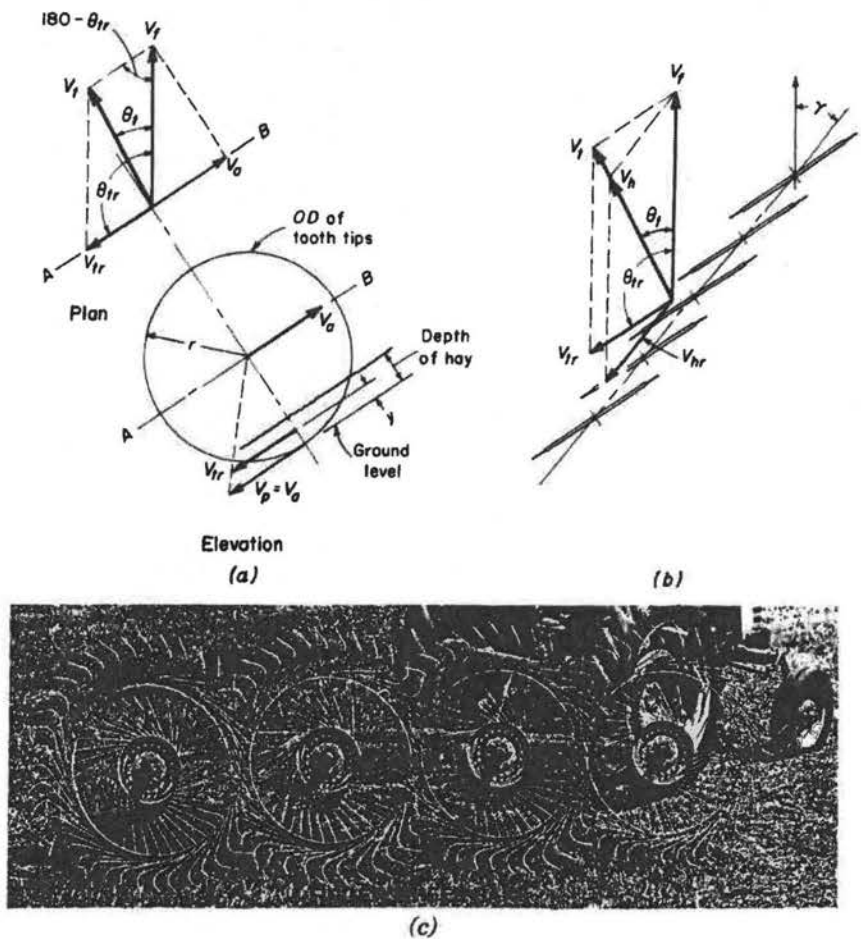 180 - θtr
Vf
Vt
θt
B
Va
θtr
A
Vtr
Plan
OD of
tooth tips
B
Va
r
Depth
of hay
A
y
Vtr
Ground
level
Vp = Va
Elevation
(a)
Vf
γ
Vt
Vh
θt
θtr
Vtr
Vhr
(b)
(c)